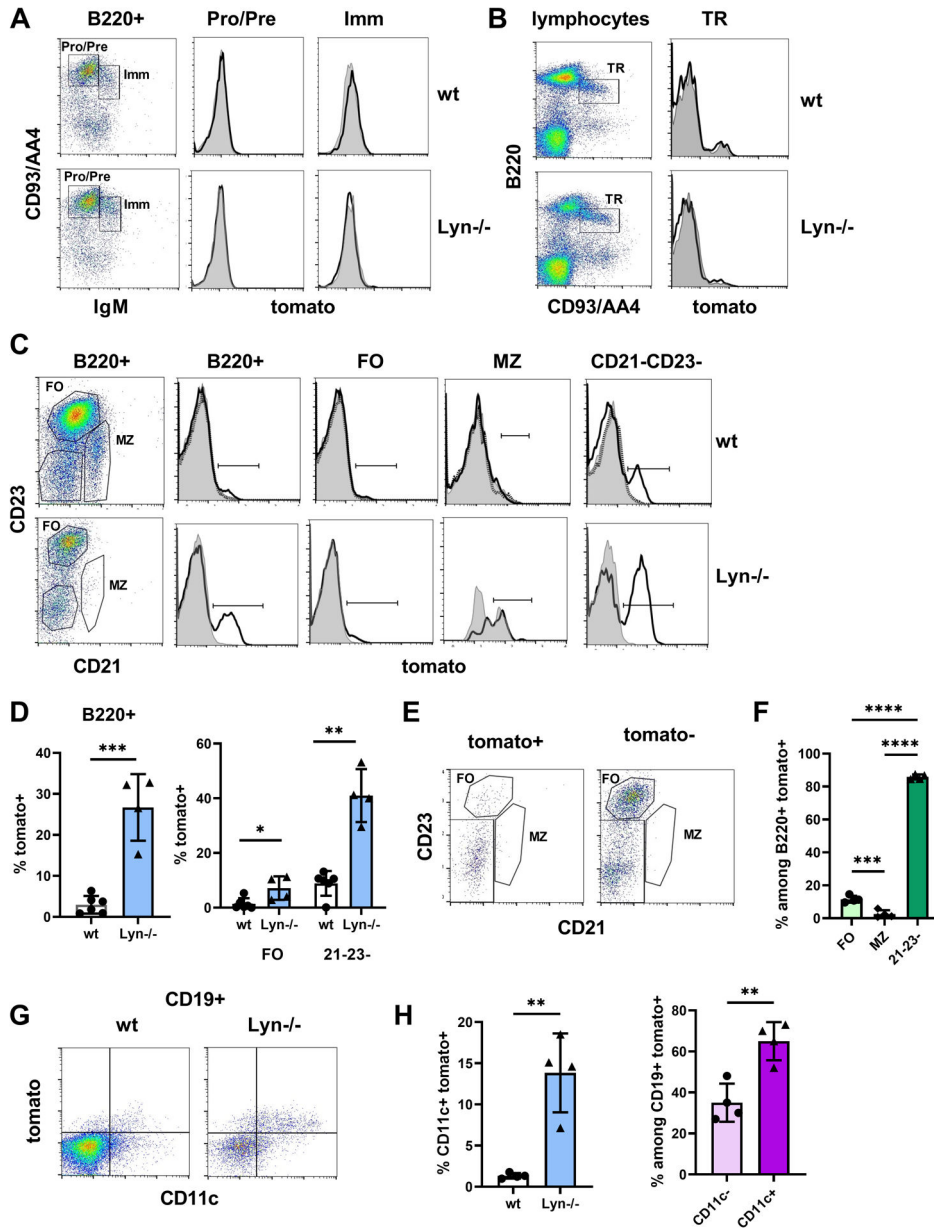 A
B220+ Pro/Pre Imm
Pro/Pre
Imm
wt
Pro/Pre
Imm
Lyn-/-
CD93/AA4
IgM tomato
B
lymphocytes TR
TR
wt
TR
Lyn-/-
B220
CD93/AA4 tomato
C
B220+ B220+ FO MZ CD21-CD23-
FO
MZ
wt
FO
MZ
Lyn-/-
CD23
CD21 tomato
D
B220+
% tomato+
40
30
20
10
0
***
wt Lyn-/-
% tomato+
60
40
20
0
*
**
wt Lyn-/- wt Lyn-/-
FO 21-23-
E
tomato+ tomato-
FO
MZ
FO
MZ
CD23
CD21
F
% among B220+ tomato+
100
80
60
40
20
0
****
****
***
FO MZ 21-23-
G
CD19+
wt Lyn-/-
tomato
CD11c
H
% CD11c+ tomato+
20
15
10
5
0
**
wt Lyn-/-
% among CD19+ tomato+
80
60
40
20
0
**
CD11c- CD11c+